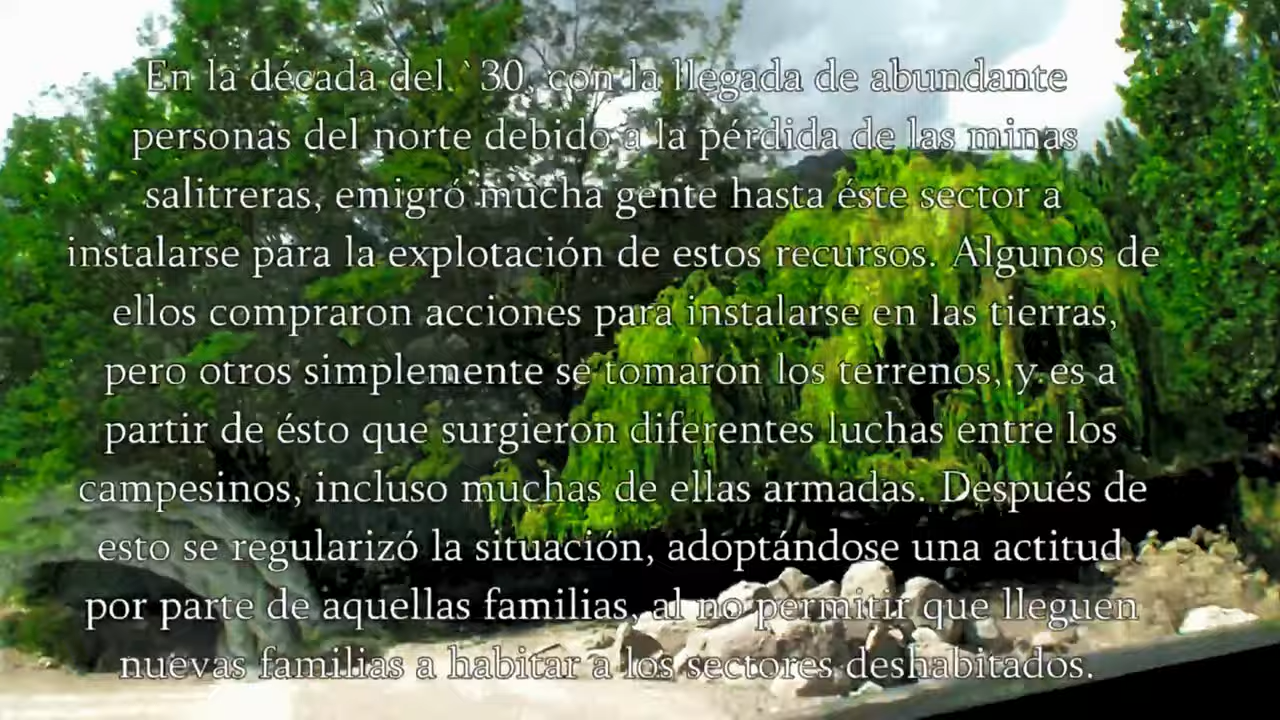 En la década del `30, con la llegada de abundante
personas del norte debido a la pérdida de las minas
salitreras, emigró mucha gente hasta éste sector a
instalarse para la explotación de estos recursos. Algunos de
ellos compraron acciones para instalarse en las tierras,
pero otros simplemente se tomaron los terrenos, y es a
partir de ésto que surgieron diferentes luchas entre los
campesinos, incluso muchas de ellas armadas. Después de
esto se regularizó la situación, adoptándose una actitud
por parte de aquellas familias, al no permitir que lleguen
nuevas familias a habitar a los sectores deshabitados.